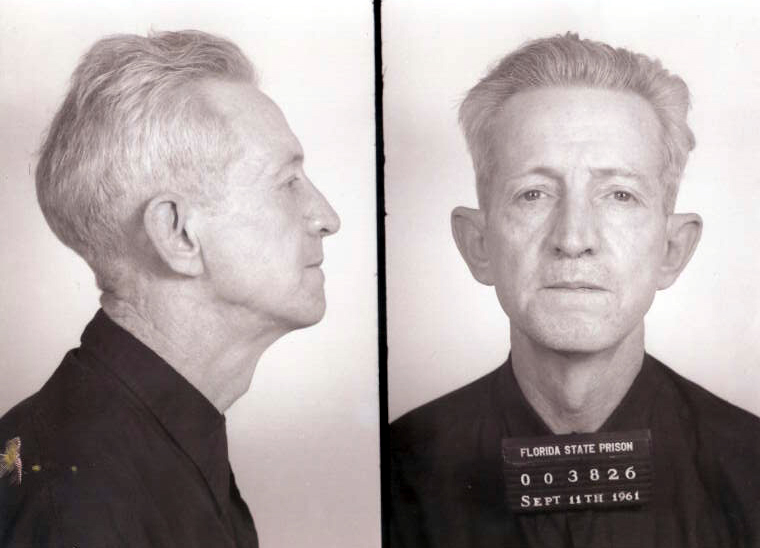 FLORIDA STATE PRISON
003826
SEPT 11TH 1961